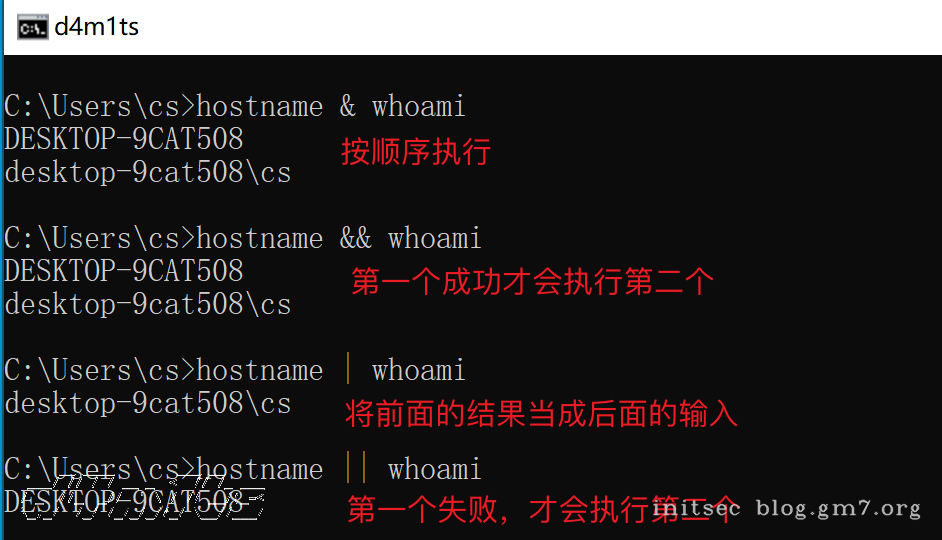 d4m1ts
C:\Users\cs>hostname & whoami
DESKTOP-9CAT508
按顺序执行
desktop-9cat508\cs
C:\Users\cs>hostname && whoami
DESKTOP-9CAT508
第一个成功才会执行第二个
desktop-9cat508\cs
C:\Users\cs>hostname | whoami
desktop-9cat508\cs
将前面的结果当成后面的输入
C:\Users\cs>hostname || whoami
DESKTOP-9CAT508
第一个失败，才会执行第二个
initsec blog.gm7.org